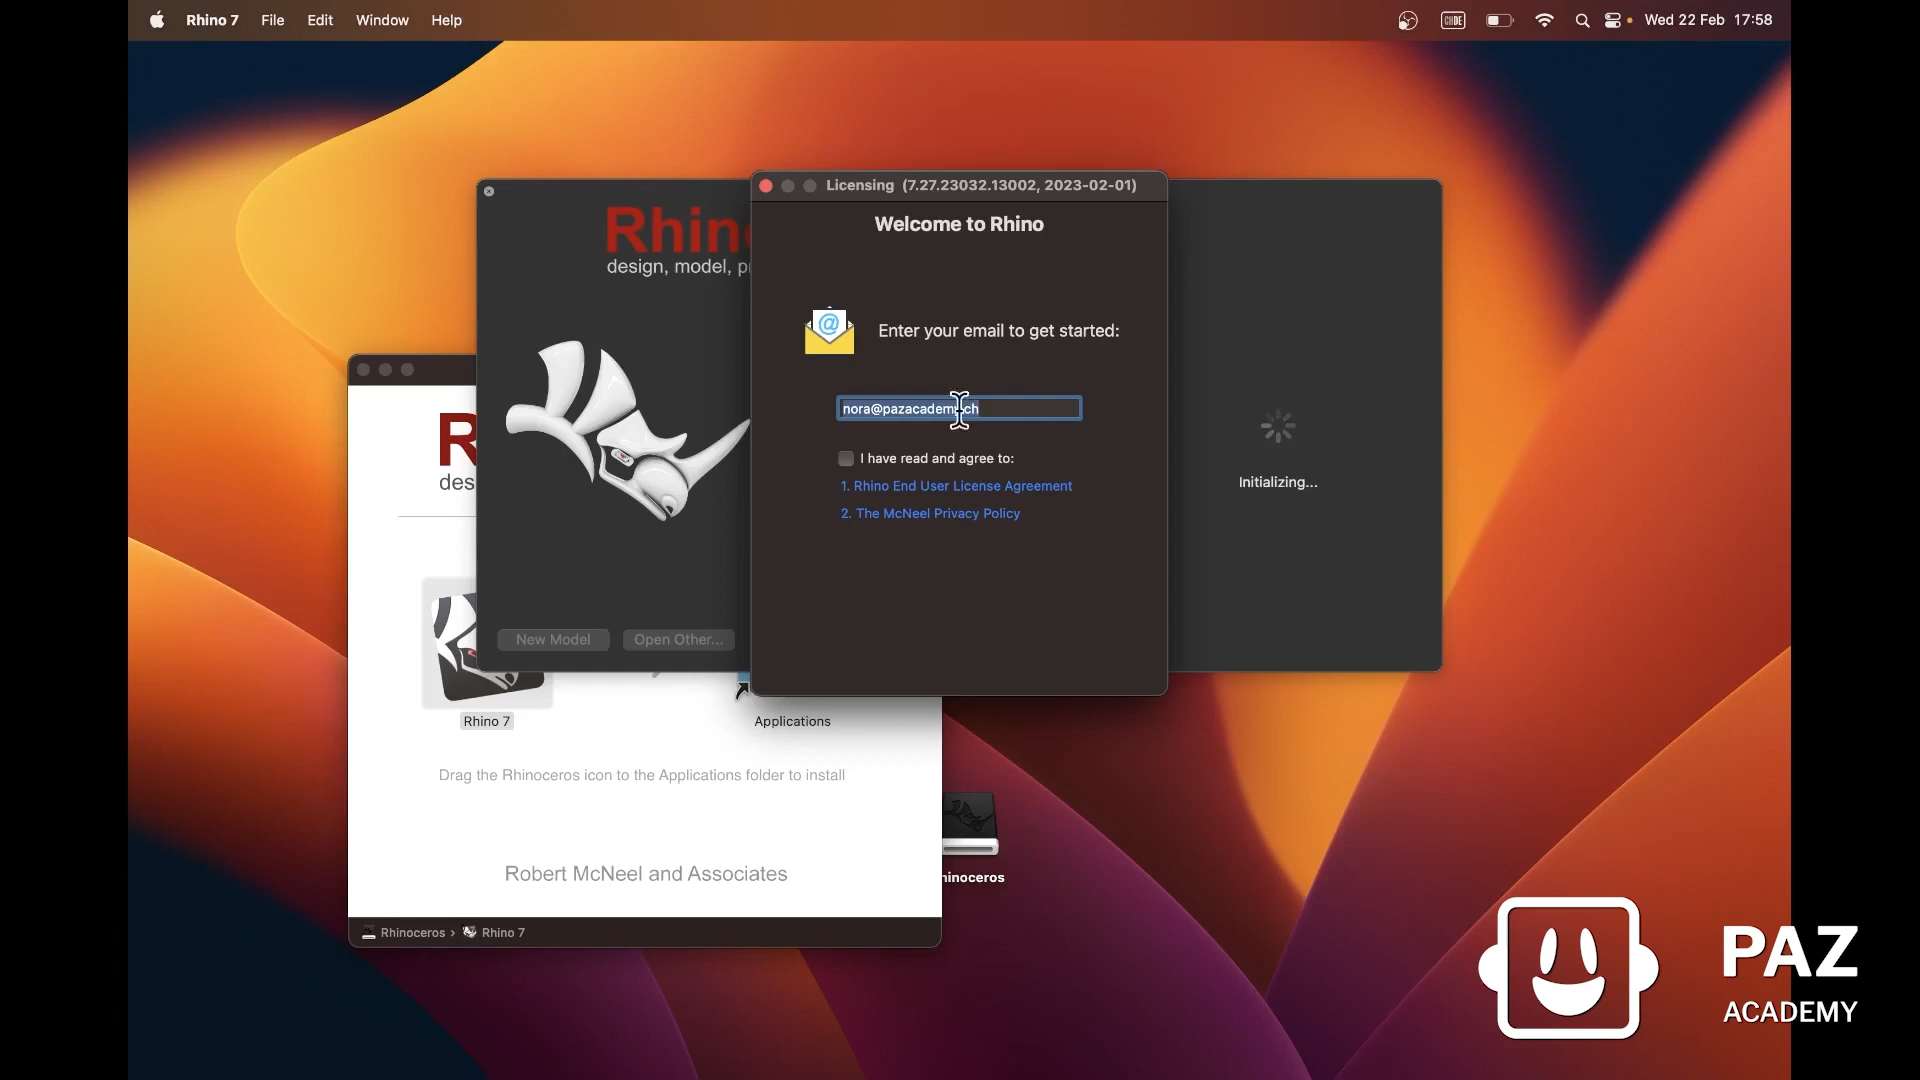 Rhino 7 File Edit Window Help
CH DE
Wed 22 Feb 17:58
Licensing (7.27.23032.13002, 2023-02-01)
Welcome to Rhino
Rhin
design, model, p
@
Enter your email to get started:
nora@pazacademy.ch
I have read and agree to:
1. Rhino End User License Agreement
2. The McNeel Privacy Policy
Initializing...
R
des
New Model
Open Other...
Rhino 7
Applications
Drag the Rhinoceros icon to the Applications folder to install
Robert McNeel and Associates
hinoceros
Rhinoceros › Rhino 7
PAZ
ACADEMY